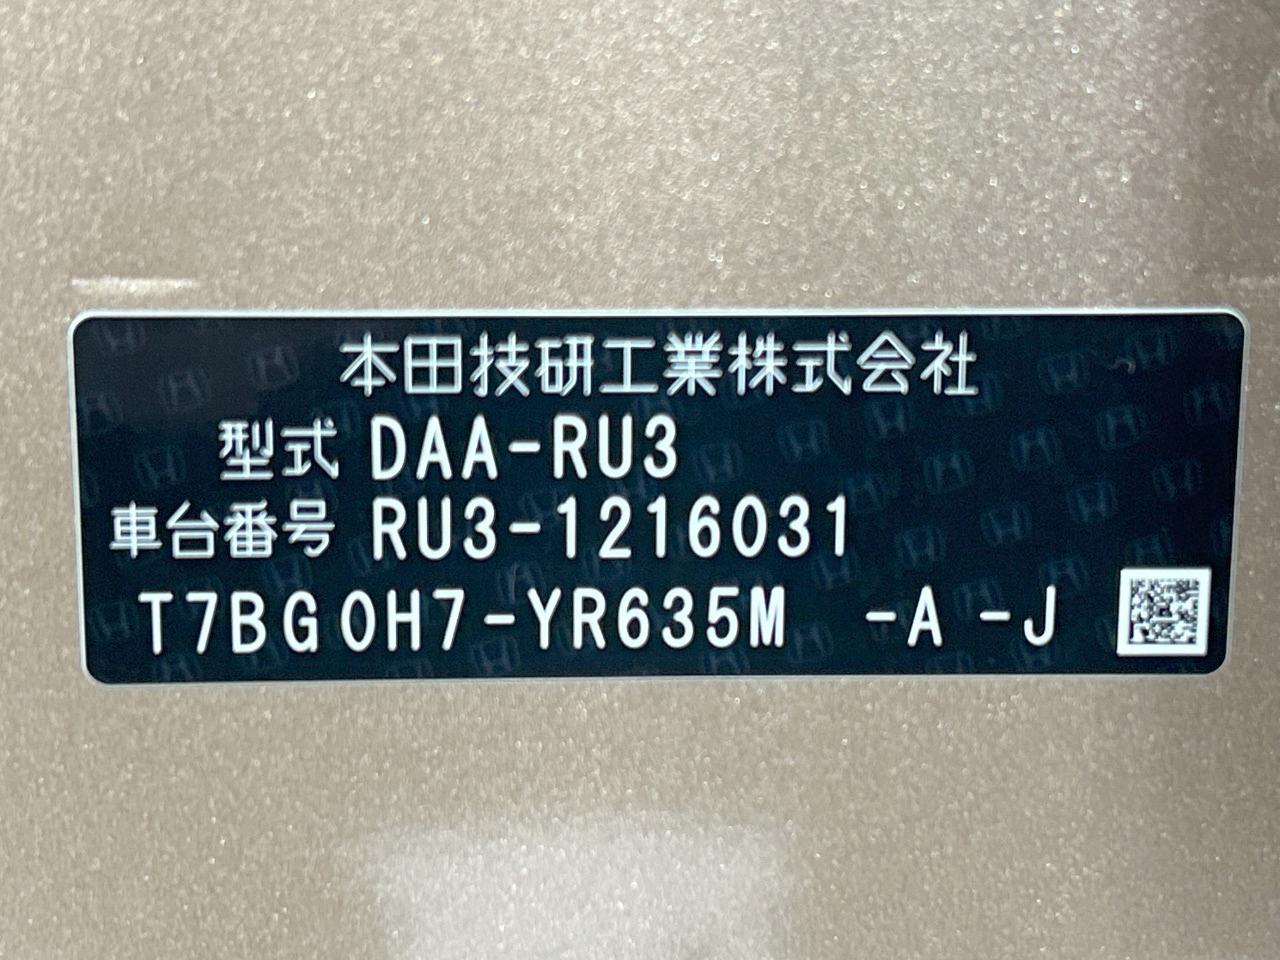 本田技研工業株式会社
型式 DAA-RU3
車台番号 RU3-1216031
T7BG0H7-YR635M -A -J